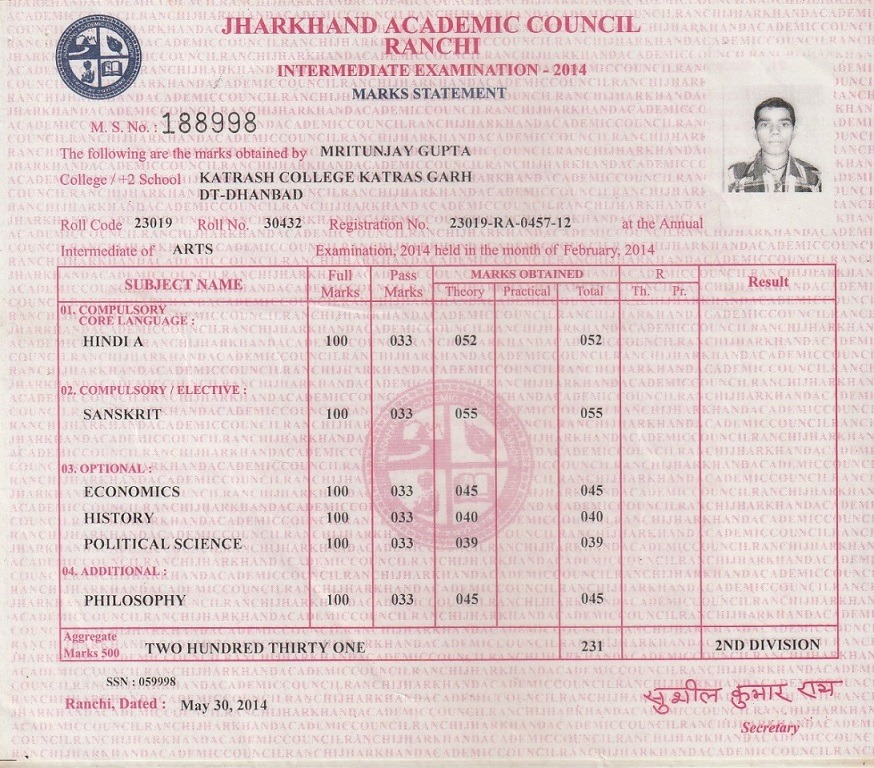 JHARKHAND ACADEMIC COUNCIL
RANCHI
INTERMEDIATE EXAMINATION - 2014
MARKS STATEMENT
M. S. No. : 188998
The following are the marks obtained by MRITUNJAY GUPTA
College / +2 School KATRASH COLLEGE KATRAS GARH
DT-DHANBAD
Roll Code 23019 Roll No. 30432 Registration No. 23019-RA-0457-12 at the Annual
Intermediate of ARTS Examination, 2014 held in the month of February, 2014
SUBJECT NAME Full Marks Pass Marks MARKS OBTAINED R Result
Theory Practical Total Th. Pr.
01. COMPULSORY
CORE LANGUAGE :
HINDI A 100 033 052 052
02. COMPULSORY / ELECTIVE :
SANSKRIT 100 033 055 055
03. OPTIONAL :
ECONOMICS 100 033 045 045
HISTORY 100 033 040 040
POLITICAL SCIENCE 100 033 039 039
04. ADDITIONAL :
PHILOSOPHY 100 033 045 045
Aggregate
Marks 500 TWO HUNDRED THIRTY ONE 231 2ND DIVISION
SSN : 059998
Ranchi, Dated : May 30, 2014
सुशील कुमार राय
Secretary